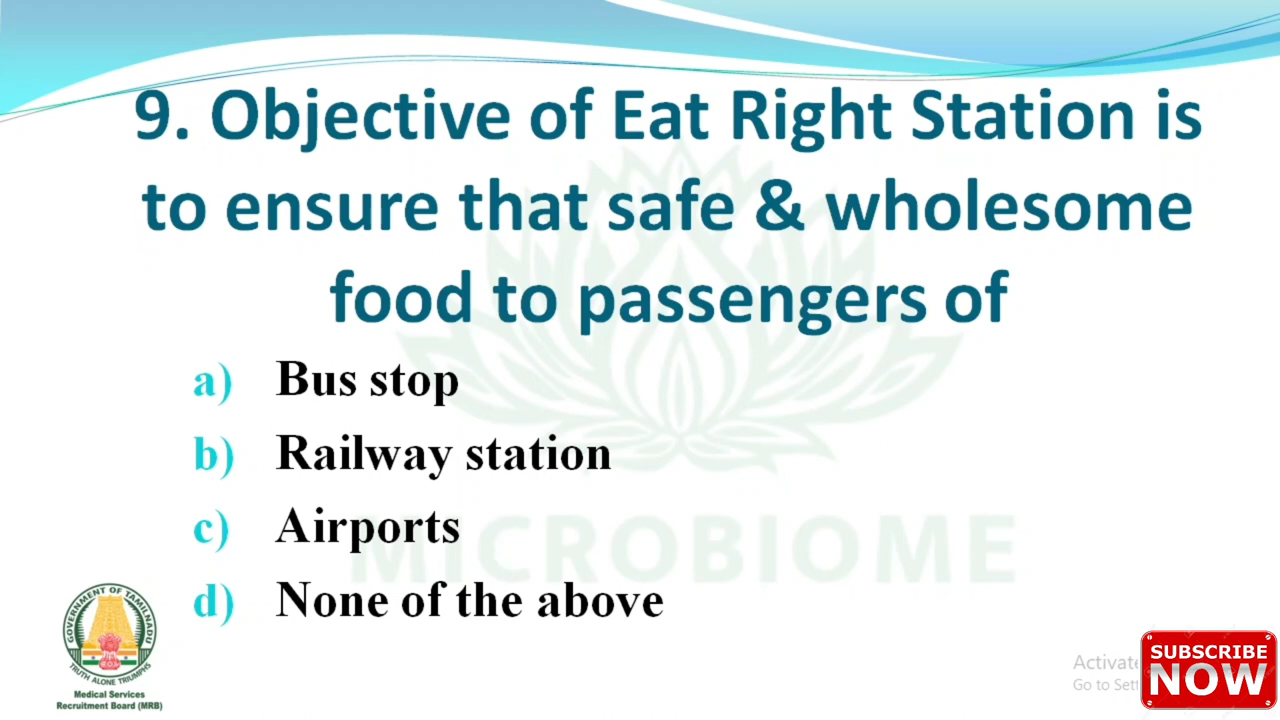 9. Objective of Eat Right Station is
to ensure that safe & wholesome
food to passengers of
a) Bus stop
b) Railway station
c) Airports
d) None of the above
MICROBIOME
GOVERNMENT OF TAMILNADU
TRUTH ALONE TRIUMPHS
Medical Services
Recruitment Board (MRB)
Activate
Go to Sett
SUBSCRIBE
NOW